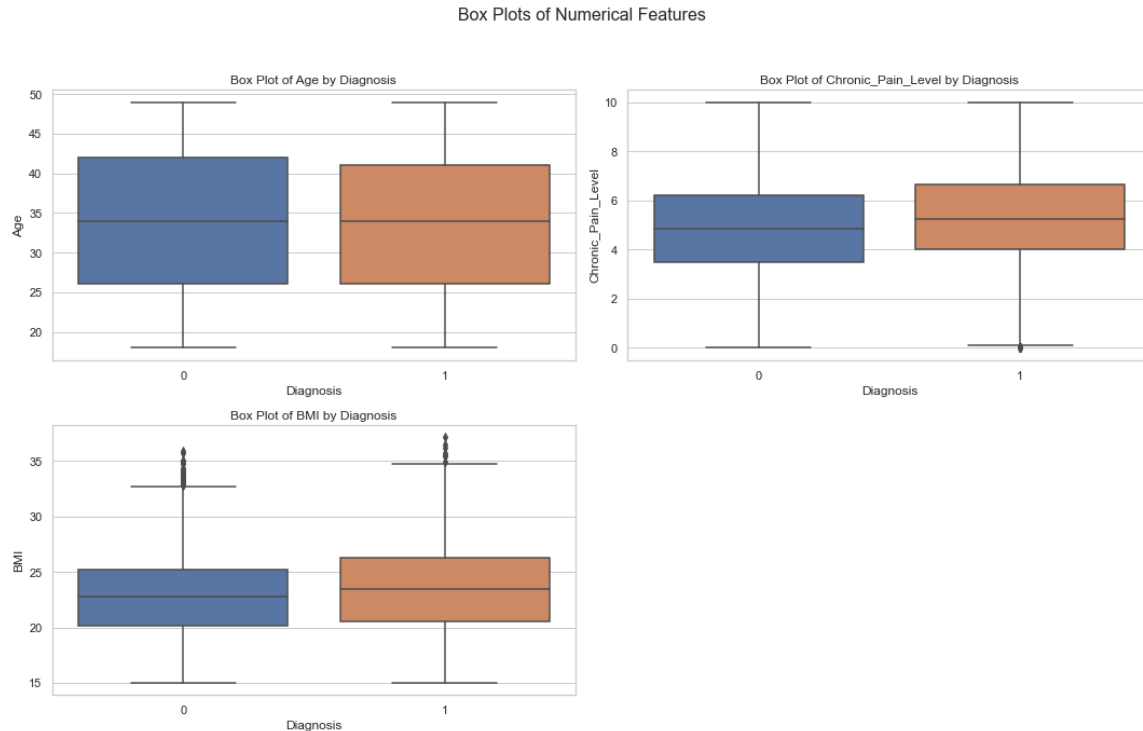 Box Plots of Numerical Features
Box Plot of Age by Diagnosis
50
45
40
35
30
25
20
Age
0
1
Diagnosis
Box Plot of Chronic_Pain_Level by Diagnosis
10
8
6
4
2
0
Chronic_Pain_Level
0
1
Diagnosis
Box Plot of BMI by Diagnosis
35
30
25
20
15
BMI
0
1
Diagnosis